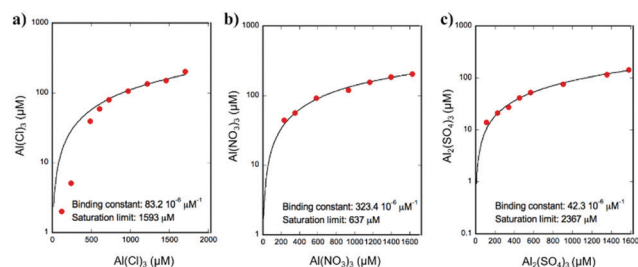 a)
1000
100
10
1
Al(Cl)₃ (µM)
Binding constant: 83.2 10⁻⁶ µM⁻¹
Saturation limit: 1593 µM
0 500 1000 1500 2000
Al(Cl)₃ (µM)
b)
1000
100
10
1
Al(NO₃)₃ (µM)
Binding constant: 323.4 10⁻⁶ µM⁻¹
Saturation limit: 637 µM
0 200 400 600 800 1000 1200 1400 1600
Al(NO₃)₃ (µM)
c)
1000
100
10
1
0.1
Al₂(SO₄)₃ (µM)
Binding constant: 42.3 10⁻⁶ µM⁻¹
Saturation limit: 2367 µM
0 200 400 600 800 1000 1200 1400 1600
Al₂(SO₄)₃ (µM)